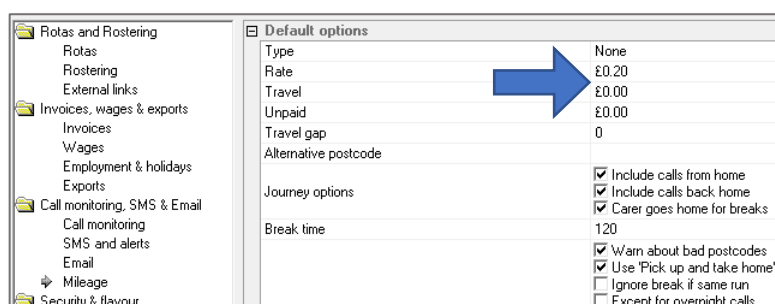 Rotas and Rostering
Rotas
Rostering
External links
Invoices, wages & exports
Invoices
Wages
Employment & holidays
Exports
Call monitoring, SMS & Email
Call monitoring
SMS and alerts
Email
Mileage
Security & flavour
Default options
Type None
Rate £0.20
Travel £0.00
Unpaid £0.00
Travel gap 0
Alternative postcode
Journey options
Include calls from home
Include calls back home
Carer goes home for breaks
Break time 120
Warn about bad postcodes
Use 'Pick up and take home'
Ignore break if same run
Except for overnight calls